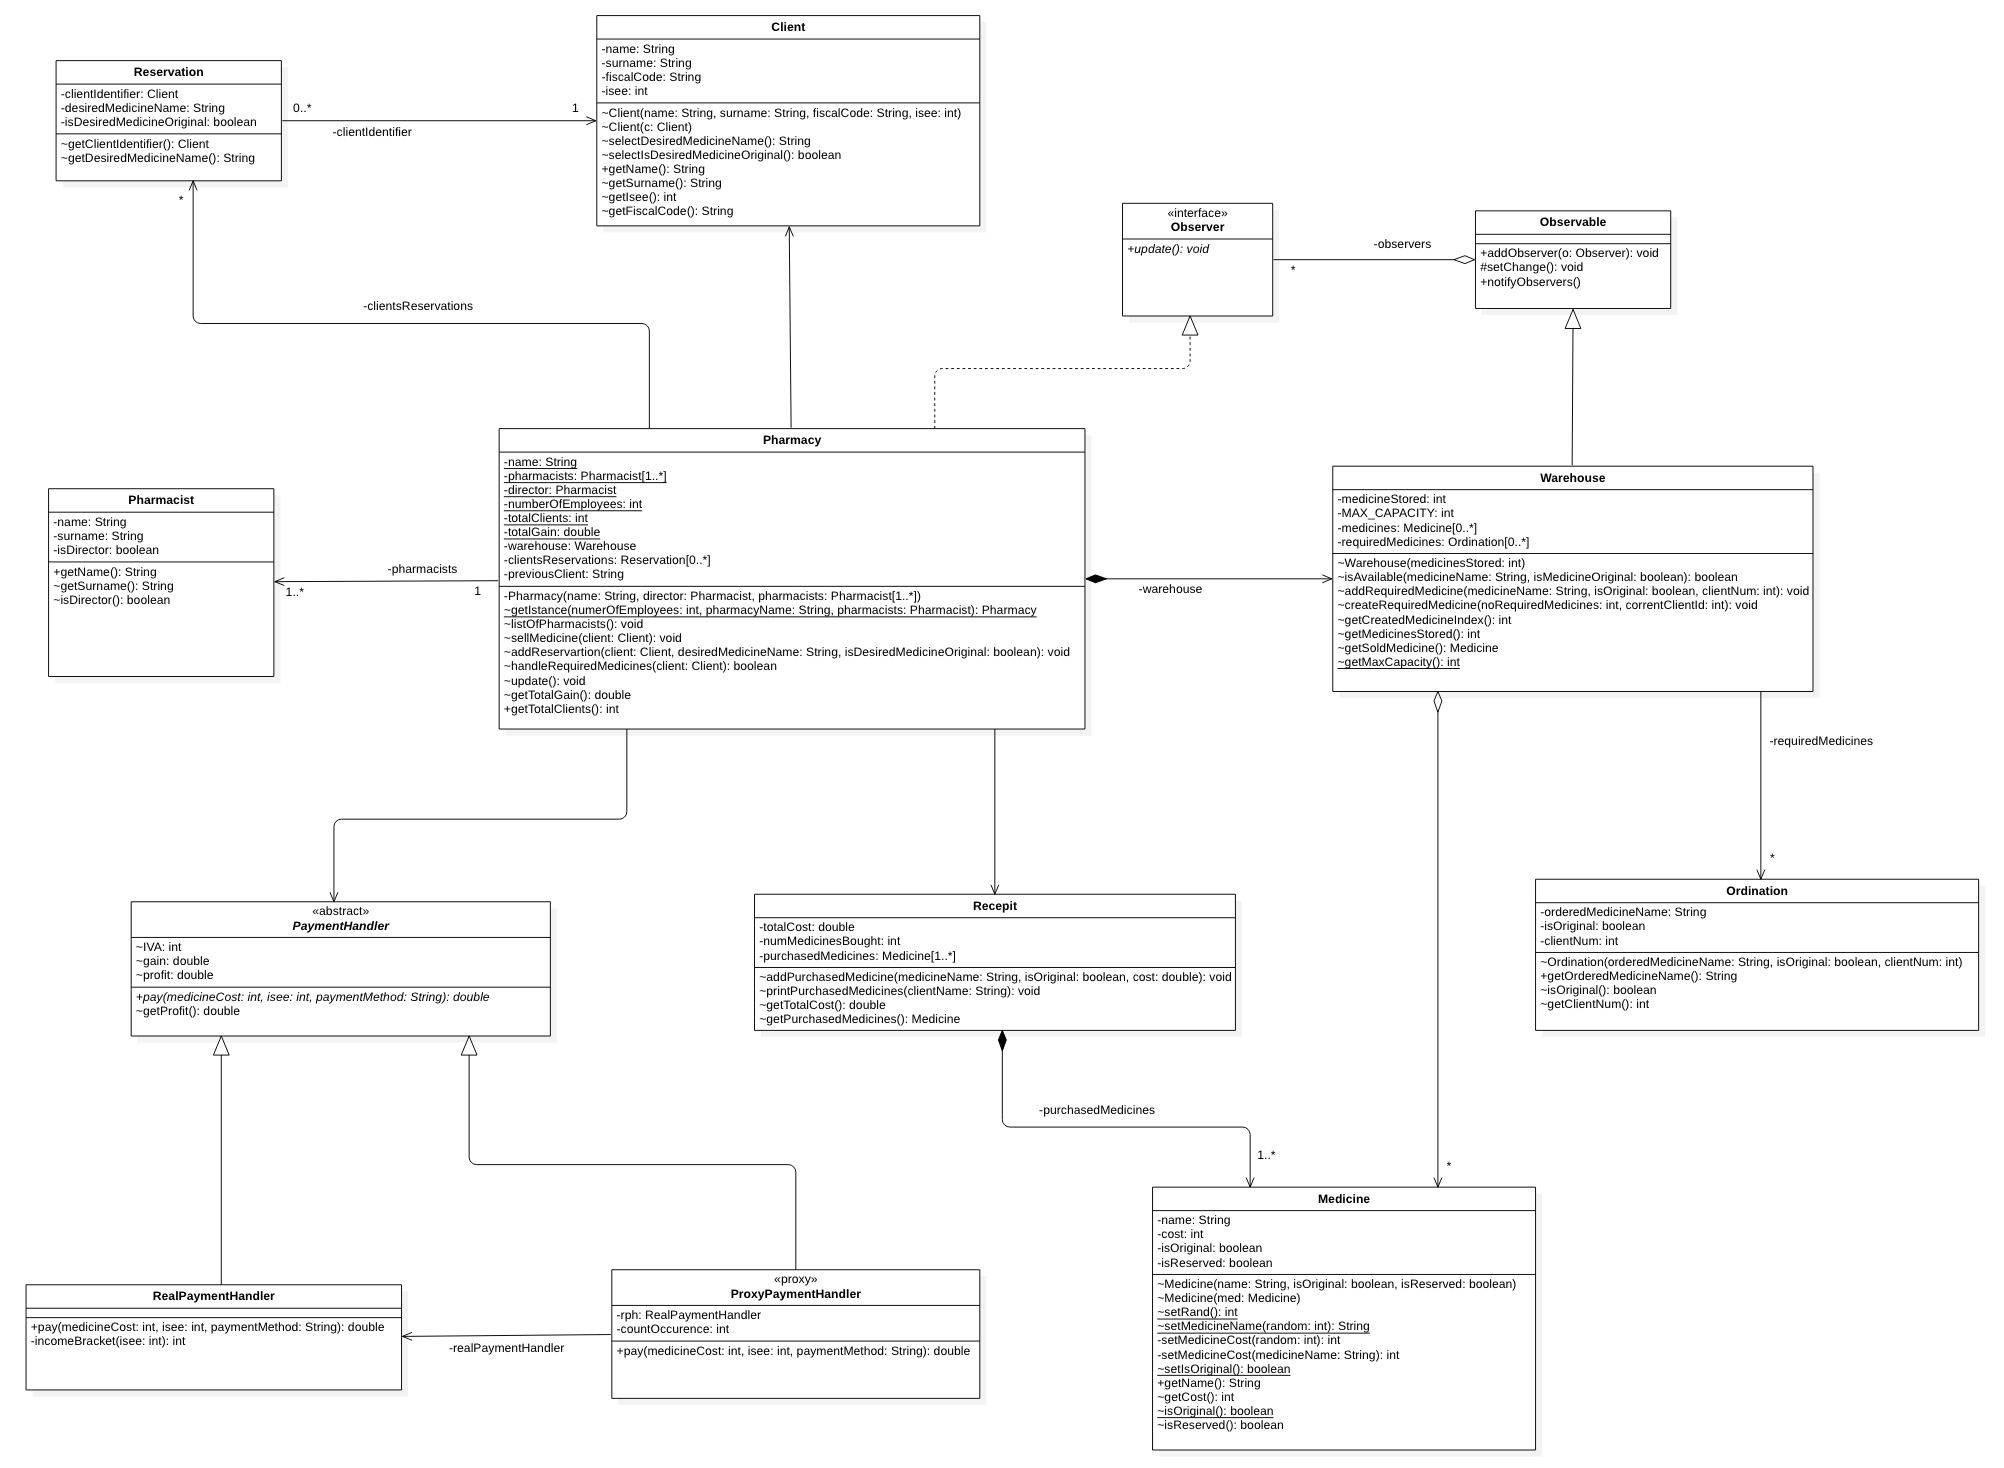 Client
-name: String
-surname: String
-fiscalCode: String
-isee: int
~Client(name: String, surname: String, fiscalCode: String, isee: int)
~Client(c: Client)
~selectDesiredMedicineName(): String
~selectIsDesiredMedicineOriginal(): boolean
+getName(): String
~getSurname(): String
~getIsee(): int
~getFiscalCode(): String
Reservation
-clientIdentifier: Client
-desiredMedicineName: String
-isDesiredMedicineOriginal: boolean
~getClientIdentifier(): Client
~getDesiredMedicineName(): String
0..*
1
-clientIdentifier
*
-clientsReservations
«interface»
Observer
+update(): void
-observers
*
Observable
+addObserver(o: Observer): void
#setChange(): void
+notifyObservers()
Pharmacy
-name: String
-pharmacists: Pharmacist[1..*]
-director: Pharmacist
-numberOfEmployees: int
-totalClients: int
-totalGain: double
-warehouse: Warehouse
-clientsReservations: Reservation[0..*]
-previousClient: String
-Pharmacy(name: String, director: Pharmacist, pharmacists: Pharmacist[1..*])
~getIstance(numerOfEmployees: int, pharmacyName: String, pharmacists: Pharmacist): Pharmacy
~listOfPharmacists(): void
~sellMedicine(client: Client): void
~addReservartion(client: Client, desiredMedicineName: String, isDesiredMedicineOriginal: boolean): void
~handleRequiredMedicines(client: Client): boolean
~update(): void
~getTotalGain(): double
+getTotalClients(): int
Pharmacist
-name: String
-surname: String
-isDirector: boolean
+getName(): String
~getSurname(): String
~isDirector(): boolean
-pharmacists
1..*
1
-warehouse
Warehouse
-medicineStored: int
-MAX_CAPACITY: int
-medicines: Medicine[0..*]
-requiredMedicines: Ordination[0..*]
~Warehouse(medicinesStored: int)
~isAvailable(medicineName: String, isMedicineOriginal: boolean): boolean
~addRequiredMedicine(medicineName: String, isOriginal: boolean, clientNum: int): void
~createRequiredMedicine(noRequiredMedicines: int, correntClientId: int): void
~getCreatedMedicineIndex(): int
~getMedicinesStored(): int
~getSoldMedicine(): Medicine
~getMaxCapacity(): int
-requiredMedicines
*
«abstract»
PaymentHandler
~IVA: int
~gain: double
~profit: double
+pay(medicineCost: int, isee: int, paymentMethod: String): double
~getProfit(): double
Recepit
-totalCost: double
-numMedicinesBought: int
-purchasedMedicines: Medicine[1..*]
~addPurchasedMedicine(medicineName: String, isOriginal: boolean, cost: double): void
~printPurchasedMedicines(clientName: String): void
~getTotalCost(): double
~getPurchasedMedicines(): Medicine
Ordination
-orderedMedicineName: String
-isOriginal: boolean
-clientNum: int
~Ordination(orderedMedicineName: String, isOriginal: boolean, clientNum: int)
+getOrderedMedicineName(): String
~isOriginal(): boolean
~getClientNum(): int
-purchasedMedicines
1..*
*
RealPaymentHandler
+pay(medicineCost: int, isee: int, paymentMethod: String): double
-incomeBracket(isee: int): int
-realPaymentHandler
«proxy»
ProxyPaymentHandler
-rph: RealPaymentHandler
-countOccurence: int
+pay(medicineCost: int, isee: int, paymentMethod: String): double
Medicine
-name: String
-cost: int
-isOriginal: boolean
-isReserved: boolean
~Medicine(name: String, isOriginal: boolean, isReserved: boolean)
~Medicine(med: Medicine)
~setRand(): int
~setMedicineName(random: int): String
-setMedicineCost(random: int): int
-setMedicineCost(medicineName: String): int
~setIsOriginal(): boolean
+getName(): String
~getCost(): int
~isOriginal(): boolean
~isReserved(): boolean